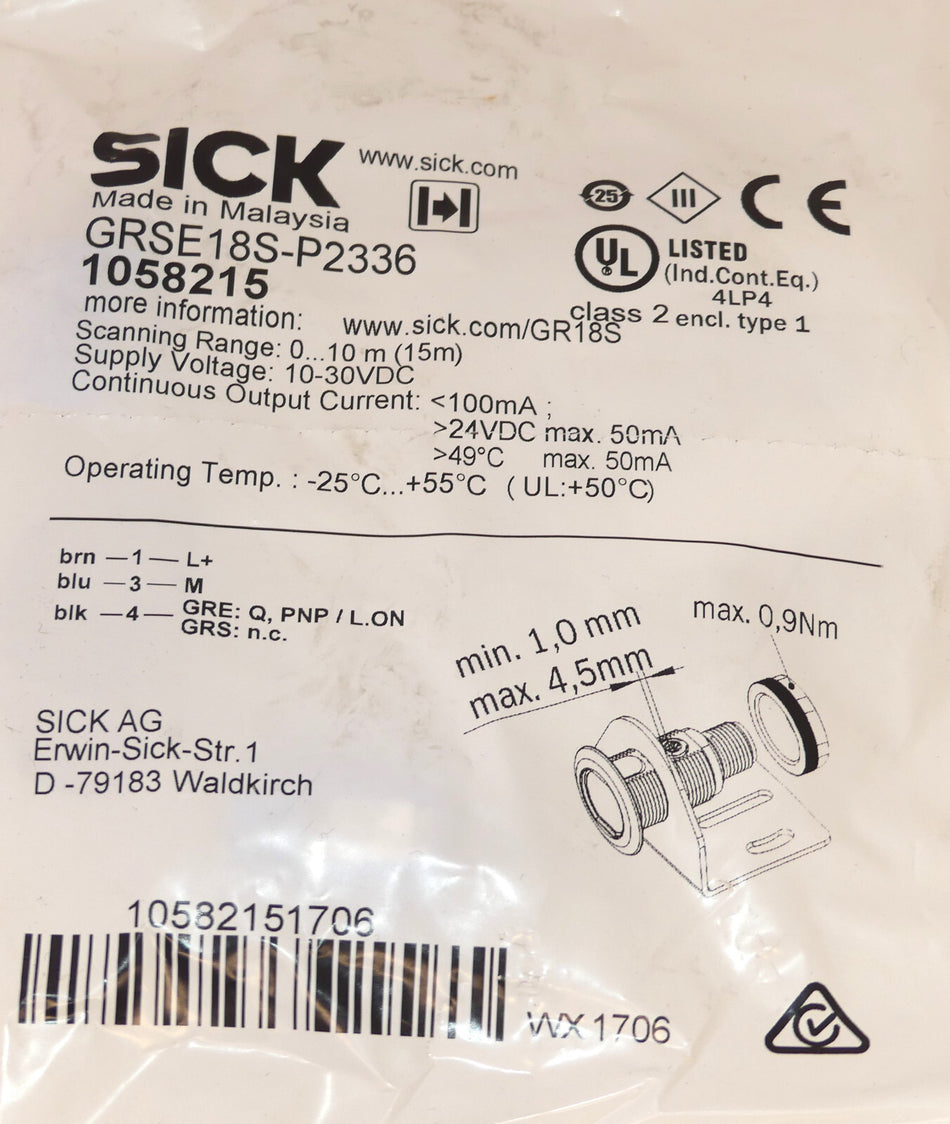 SICK www.sick.com
Made in Malaysia
GRSE18S-P2336
1058215
25
III
CE
UL LISTED
(Ind.Cont.Eq.)
4LP4
class 2 encl. type 1
more information: www.sick.com/GR18S
Scanning Range: 0...10 m (15m)
Supply Voltage: 10-30VDC
Continuous Output Current: <100mA ;
>24VDC max. 50mA
>49°C max. 50mA
Operating Temp. : -25°C...+55°C ( UL:+50°C)
brn —1— L+
blu —3— M
blk —4— GRE: Q, PNP / L.ON
GRS: n.c.
min. 1,0 mm
max. 4,5mm
max. 0,9Nm
SICK AG
Erwin-Sick-Str.1
D -79183 Waldkirch
10582151706
WX 1706